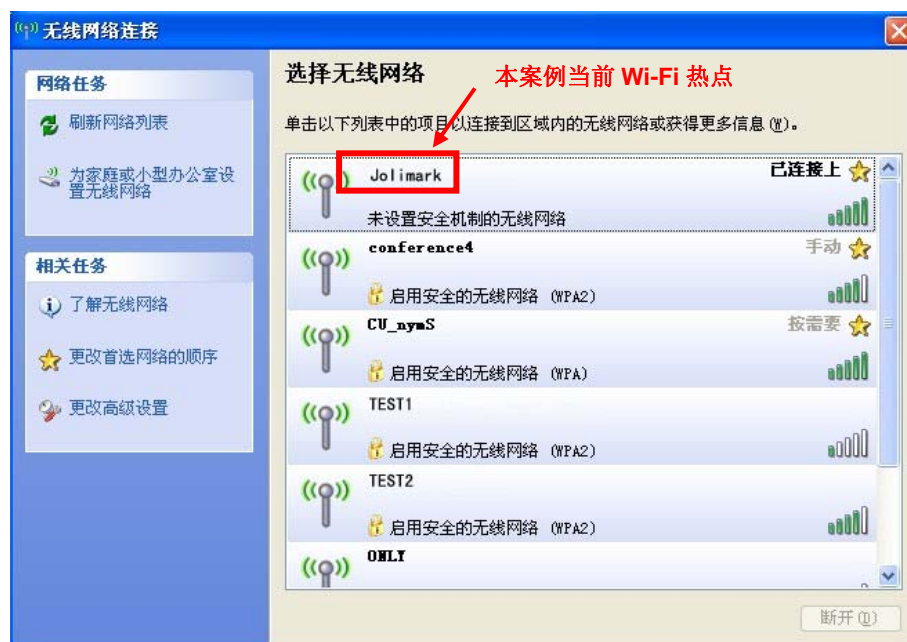 无线网络连接
网络任务
刷新网络列表
为家庭或小型办公室设
置无线网络
相关任务
了解无线网络
更改首选网络的顺序
更改高级设置
选择无线网络
本案例当前 Wi-Fi 热点
单击以下列表中的项目以连接到区域内的无线网络或获得更多信息(W)。
Jolimark
已连接上
未设置安全机制的无线网络
conference4
手动
启用安全的无线网络 (WPA2)
CU_nymS
按需要
启用安全的无线网络 (WPA)
TEST1
启用安全的无线网络 (WPA2)
TEST2
启用安全的无线网络 (WPA2)
ONLY
断开(D)